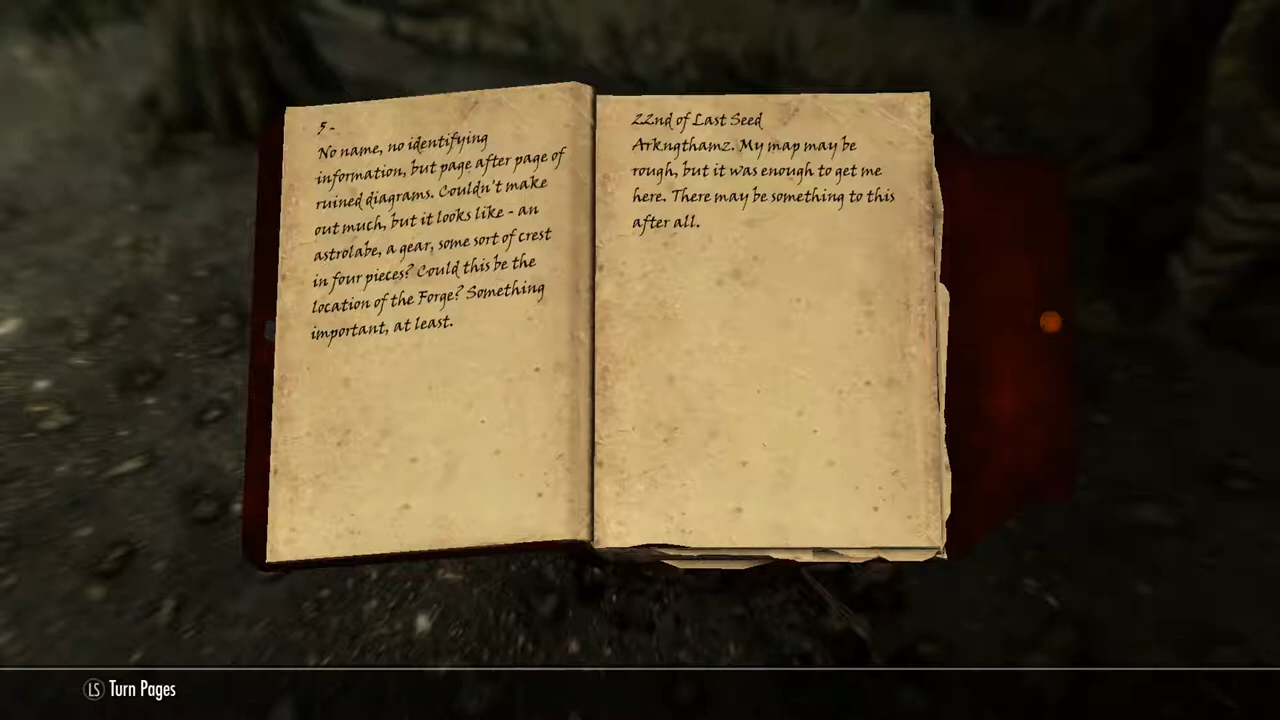 5 -
No name, no identifying
information, but page after page of
ruined diagrams. Couldn't make
out much, but it looks like - an
astrolabe, a gear, some sort of crest
in four pieces? Could this be the
location of the Forge? Something
important, at least.
22nd of Last Seed
Arkngthamz. My map may be
rough, but it was enough to get me
here. There may be something to this
after all.
LS Turn Pages